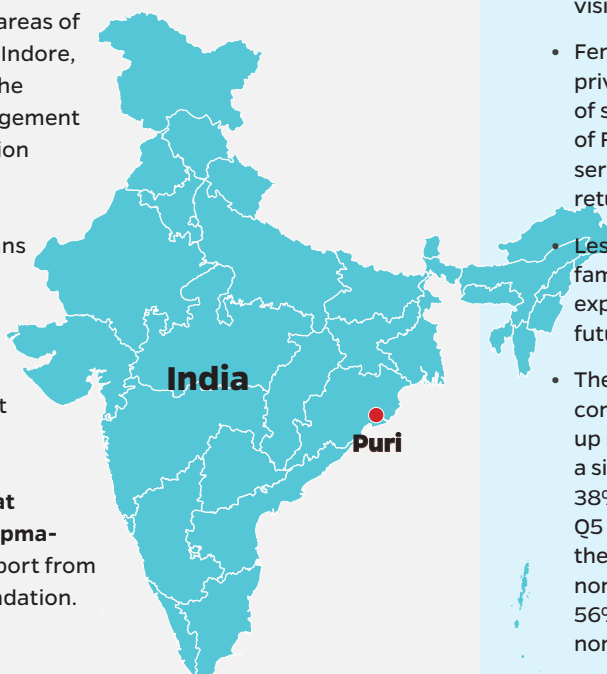 areas of
Indore,
he
gement
ion
ns
t
at
pma-
port from
dation.
India
Puri
visi
• Fer
priv
of s
of F
ser
retu
• Les
fam
exp
futu
• The
cor
up
a si
38%
Q5
the
nor
56%
nor